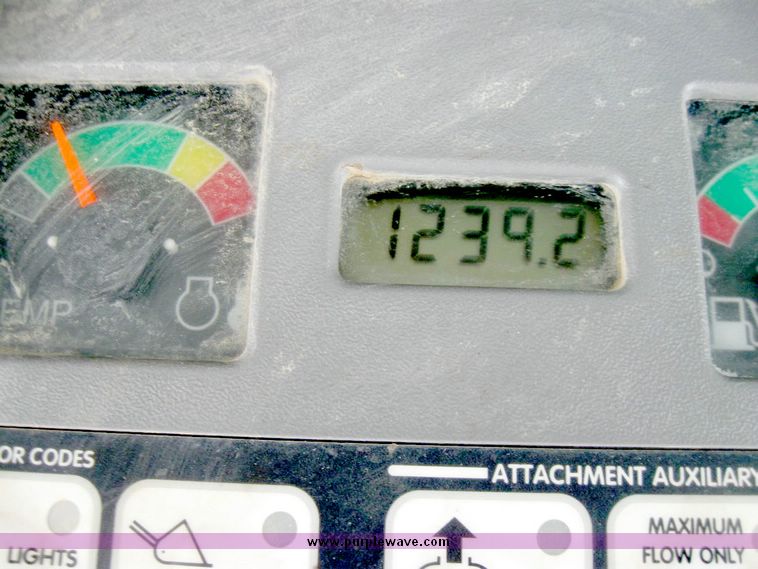 1239.2
EMP
OR CODES
ATTACHMENT AUXILIARY
LIGHTS
MAXIMUM
FLOW ONLY
www.purplewave.com